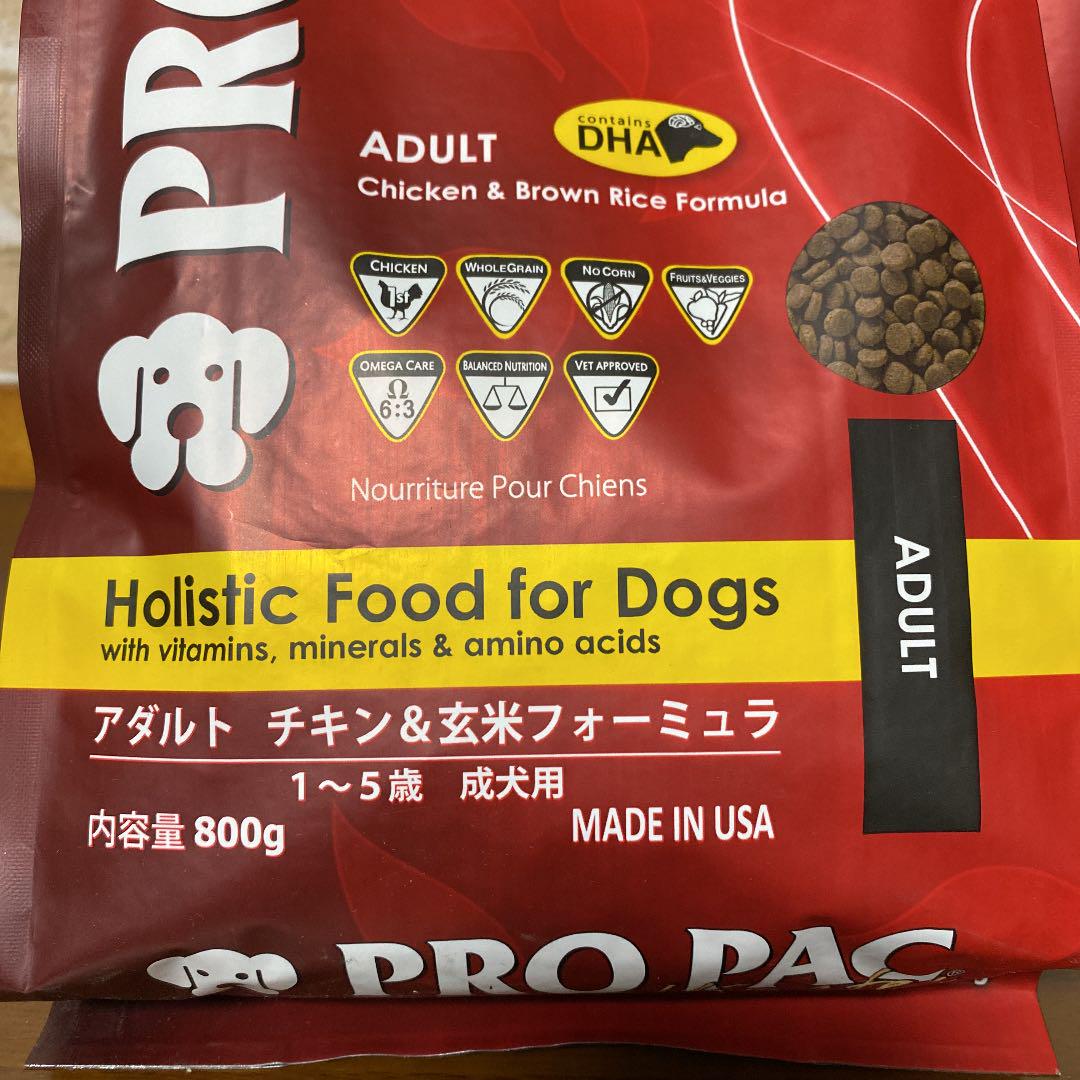 contains
DHA
ADULT
Chicken & Brown Rice Formula
CHICKEN
1st
WHOLEGRAIN
NO CORN
FRUITS&VEGGIES
OMEGA CARE
Ω
6:3
BALANCED NUTRITION
VET APPROVED
Nourriture Pour Chiens
ADULT
Holistic Food for Dogs
with vitamins, minerals & amino acids
アダルト チキン&玄米フォーミュラ
1～5歳 成犬用
内容量 800g
MADE IN USA
PRO PAC®